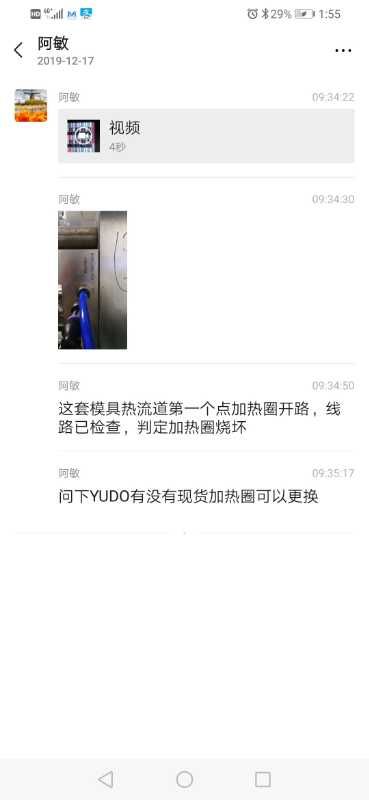 HD 4G 29% 1:55
阿敏
2019-12-17
阿敏 09:34:22
视频
4秒
阿敏 09:34:30
阿敏 09:34:50
这套模具热流道第一个点加热圈开路，线
路已检查，判定加热圈烧坏
阿敏 09:35:17
问下YUDO有没有现货加热圈可以更换